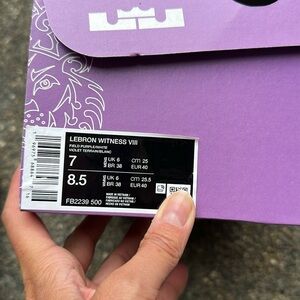 LEBRON WITNESS VIII
FIELD PURPLE/WHITE
VIOLET TERRAIN/BLANC
7 UK 6 CM 25
BR 38 EUR 40
8.5 UK 6 CM 25.5
BR 38 EUR 40
FB2239 500
MADE IN VIETNAM